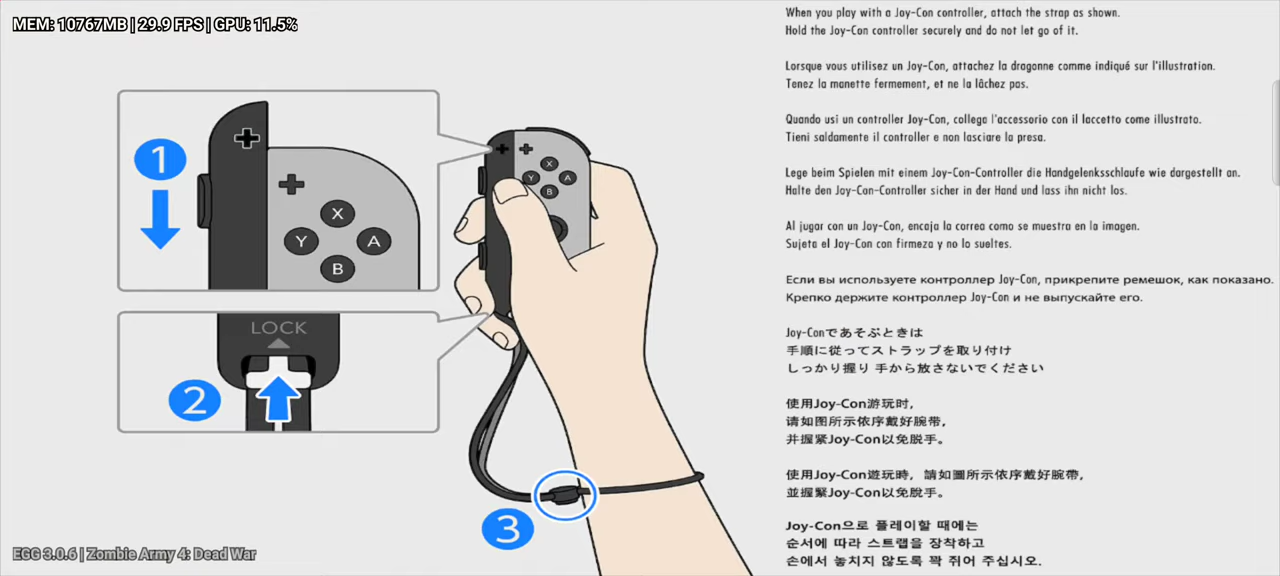 MEM: 10767MB | 29.9 FPS | GPU: 11.5%
1
X
Y
A
B
X
Y
A
B
LOCK
2
3
EGG 3.0.6 | Zombie Army 4: Dead War
When you play with a Joy-Con controller, attach the strap as shown.
Hold the Joy-Con controller securely and do not let go of it.
Lorsque vous utilisez un Joy-Con, attachez la dragonne comme indiqué sur l'illustration.
Tenez la manette fermement, et ne la lâchez pas.
Quando usi un controller Joy-Con, collega l'accessorio con il laccetto come illustrato.
Tieni saldamente il controller e non lasciare la presa.
Lege beim Spielen mit einem Joy-Con-Controller die Handgelenksschlaufe wie dargestellt an.
Halte den Joy-Con-Controller sicher in der Hand und lass ihn nicht los.
Al jugar con un Joy-Con, encaja la correa como se muestra en la imagen.
Sujeta el Joy-Con con firmeza y no lo sueltes.
Если вы используете контроллер Joy-Con, прикрепите ремешок, как показано.
Крепко держите контроллер Joy-Con и не выпускайте его.
Joy-Conであそぶときは
手順に従ってストラップを取り付け
しっかり握り 手から放さないでください
使用Joy-Con游玩时,
请如图所示依序戴好腕带,
并握紧Joy-Con以免脱手。
使用Joy-Con遊玩時, 請如圖所示依序戴好腕帶,
並握緊Joy-Con以免脫手。
Joy-Con으로 플레이할 때에는
순서에 따라 스트랩을 장착하고
손에서 놓치지 않도록 꽉 쥐어 주십시오.